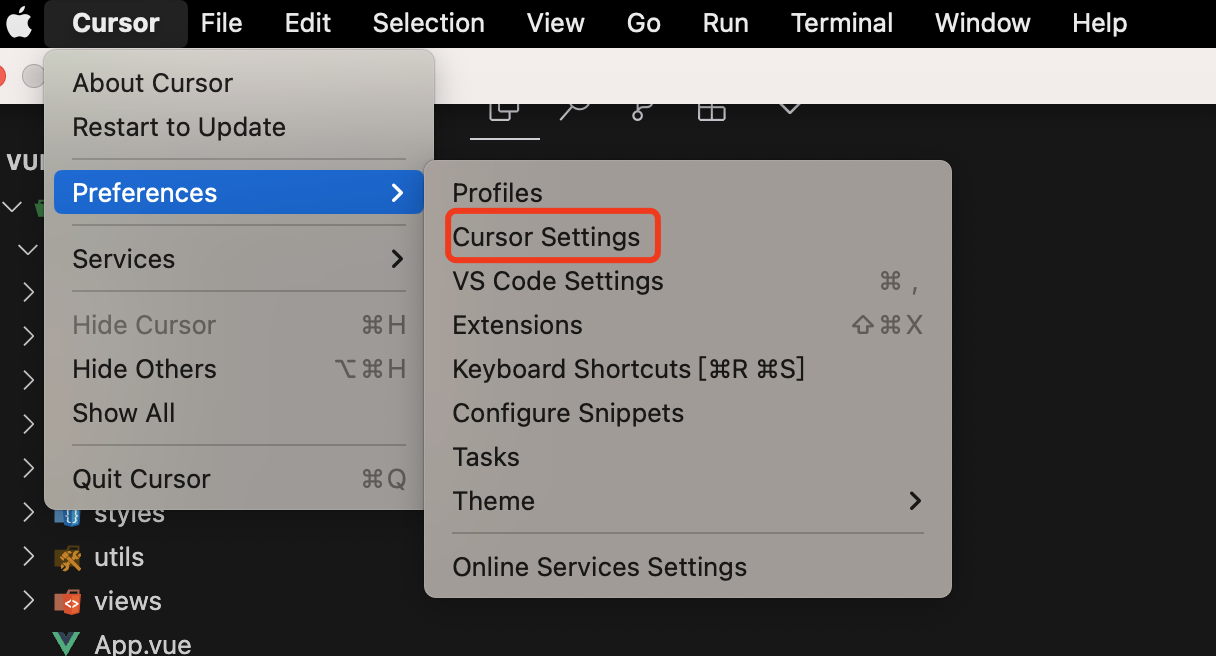 Cursor File Edit Selection View Go Run Terminal Window Help
About Cursor
Restart to Update
Preferences
Services
Hide Cursor ⌘H
Hide Others ⌥⌘H
Show All
Quit Cursor ⌘Q
Profiles
Cursor Settings
VS Code Settings ⌘ ,
Extensions ⇧⌘X
Keyboard Shortcuts [⌘R ⌘S]
Configure Snippets
Tasks
Theme
Online Services Settings
styles
utils
views
App.vue